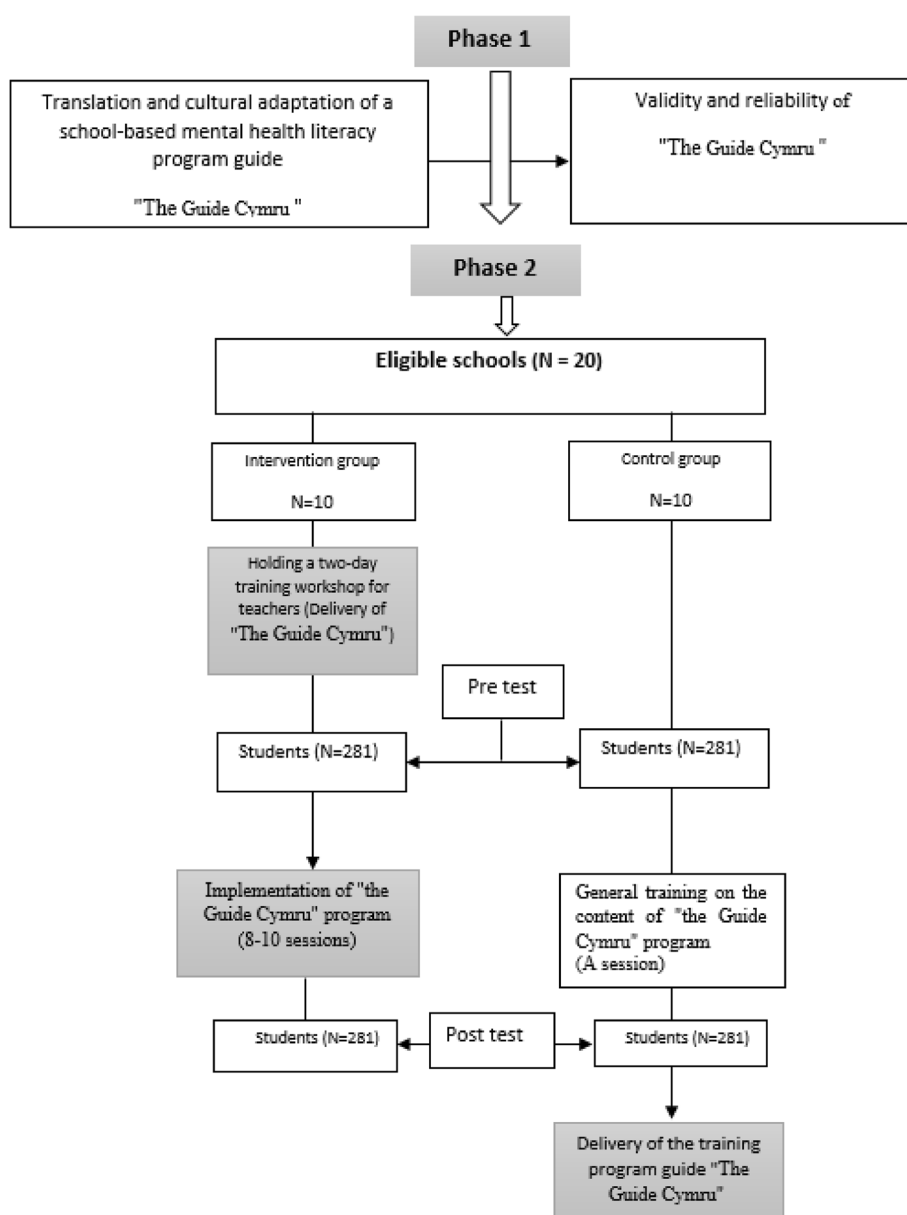 Phase 1
Translation and cultural adaptation of a
school-based mental health literacy
program guide
"The Guide Cymru "
Validity and reliability of
"The Guide Cymru "
Phase 2
Eligible schools (N = 20)
Intervention group
N=10
Control group
N=10
Holding a two-day
training workshop for
teachers (Delivery of
"The Guide Cymru")
Pre test
Students (N=281)
Students (N=281)
Implementation of "the
Guide Cymru" program
(8-10 sessions)
General training on the
content of "the Guide
Cymru" program
(A session)
Students (N=281)
Post test
Students (N=281)
Delivery of the training
program guide "The
Guide Cymru"